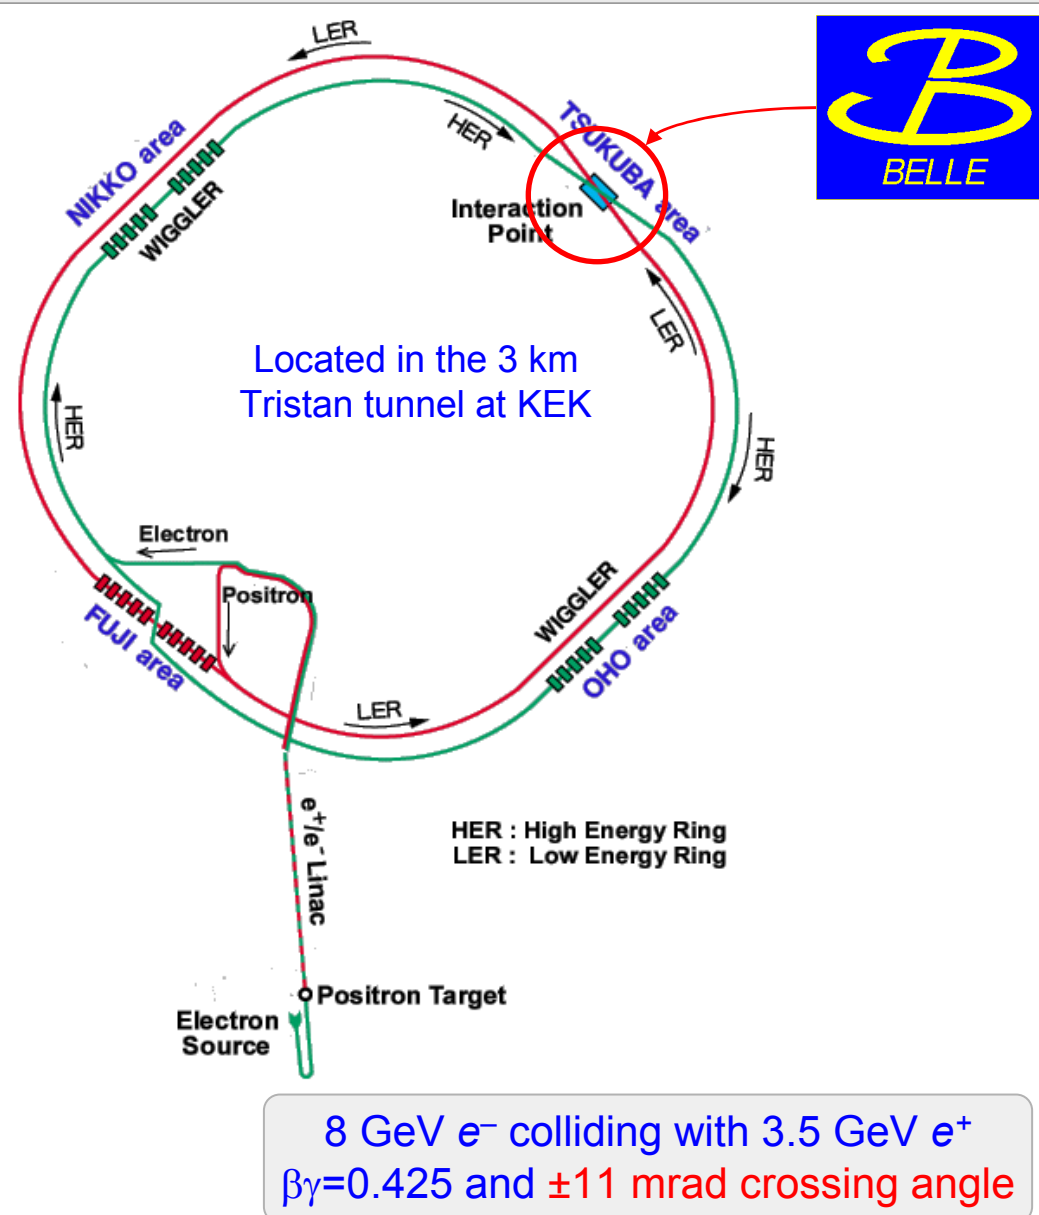 LER
HER
TSUKUBA area
BELLE
NIKKO area
WIGGLER
Interaction
Point
LER
Located in the 3 km
Tristan tunnel at KEK
HER
HER
Electron
Positron
FUJI area
WIGGLER
OHO area
LER
e⁺/e⁻ Linac
HER : High Energy Ring
LER : Low Energy Ring
Positron Target
Electron
Source
8 GeV e⁻ colliding with 3.5 GeV e⁺
βγ=0.425 and ±11 mrad crossing angle